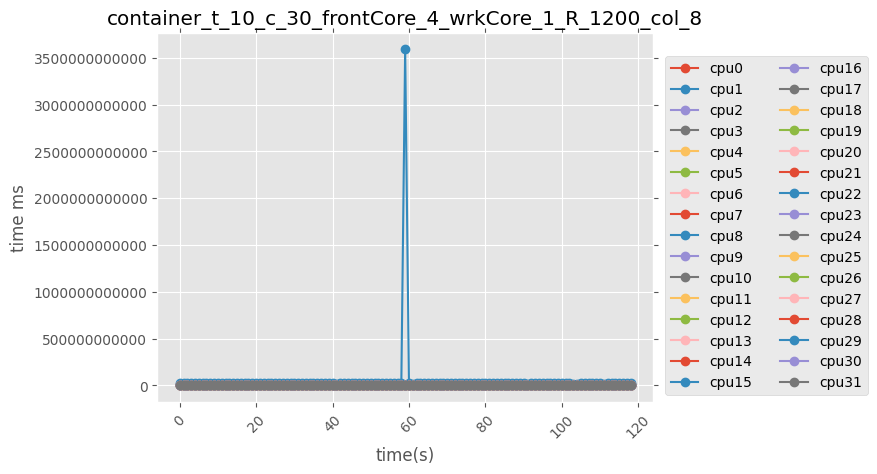 container_t_10_c_30_frontCore_4_wrkCore_1_R_1200_col_8
3500000000000
3000000000000
2500000000000
2000000000000
1500000000000
1000000000000
500000000000
0
time ms
0 20 40 60 80 100 120
time(s)
cpu0 cpu16
cpu1 cpu17
cpu2 cpu18
cpu3 cpu19
cpu4 cpu20
cpu5 cpu21
cpu6 cpu22
cpu7 cpu23
cpu8 cpu24
cpu9 cpu25
cpu10 cpu26
cpu11 cpu27
cpu12 cpu28
cpu13 cpu29
cpu14 cpu30
cpu15 cpu31